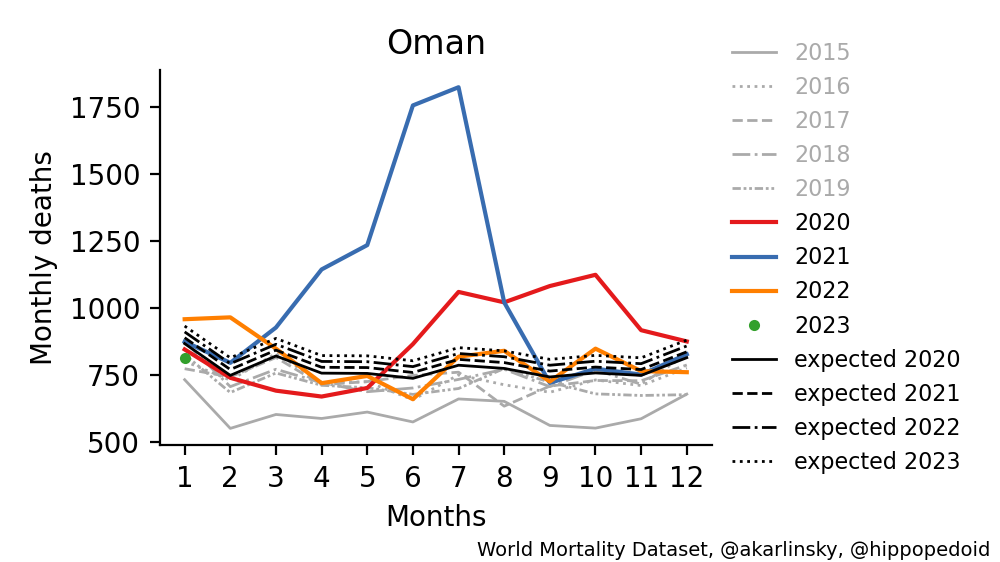 Oman
Monthly deaths
1750
1500
1250
1000
750
500
1 2 3 4 5 6 7 8 9 10 11 12
Months
2015
2016
2017
2018
2019
2020
2021
2022
2023
expected 2020
expected 2021
expected 2022
expected 2023
World Mortality Dataset, @akarlinsky, @hippopedoid